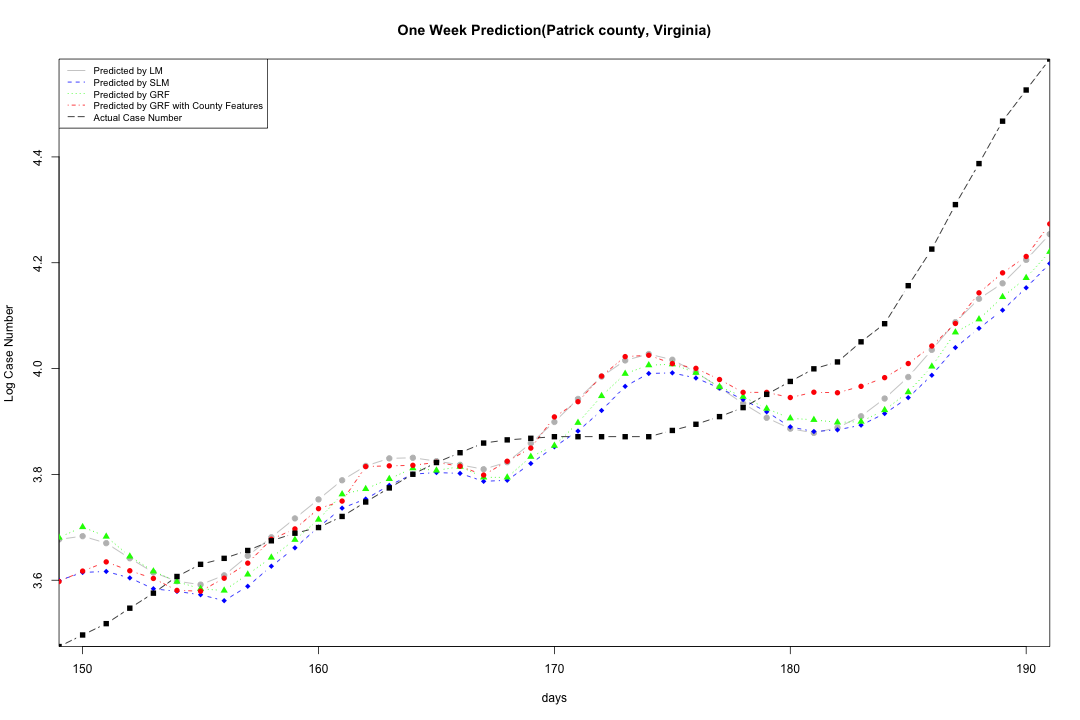 One Week Prediction(Patrick county, Virginia)
Predicted by LM
Predicted by SLM
Predicted by GRF
Predicted by GRF with County Features
Actual Case Number
Log Case Number
4.4
4.2
4.0
3.8
3.6
150 160 170 180 190
days